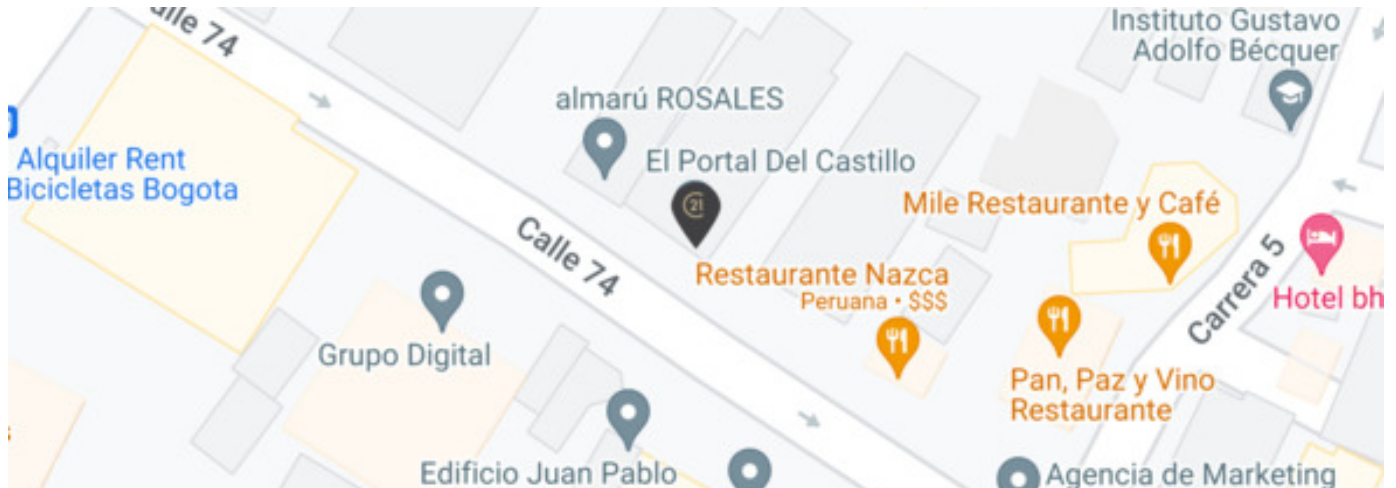 Calle 74
Instituto Gustavo
Adolfo Bécquer
almarú ROSALES
Alquiler Rent
Bicicletas Bogota
El Portal Del Castillo
21
Mile Restaurante y Café
Calle 74
Restaurante Nazca
Peruana • $$$
Carrera 5
Hotel bh
Grupo Digital
Pan, Paz y Vino
Restaurante
Edificio Juan Pablo
Agencia de Marketing